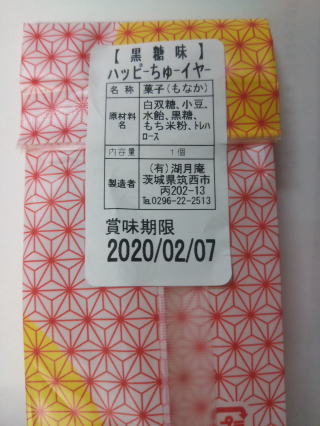 【黒糖味】
ハッピーちゅーイヤー
名称 菓子(もなか)
原材料名 白双糖、小豆、
水飴、黒糖、
もち米粉、トレハ
ロース
内容量 1個
製造者 (有)湖月庵
茨城県筑西市
丙202-13
℡0296-22-2513
賞味期限
2020/02/07
プラ